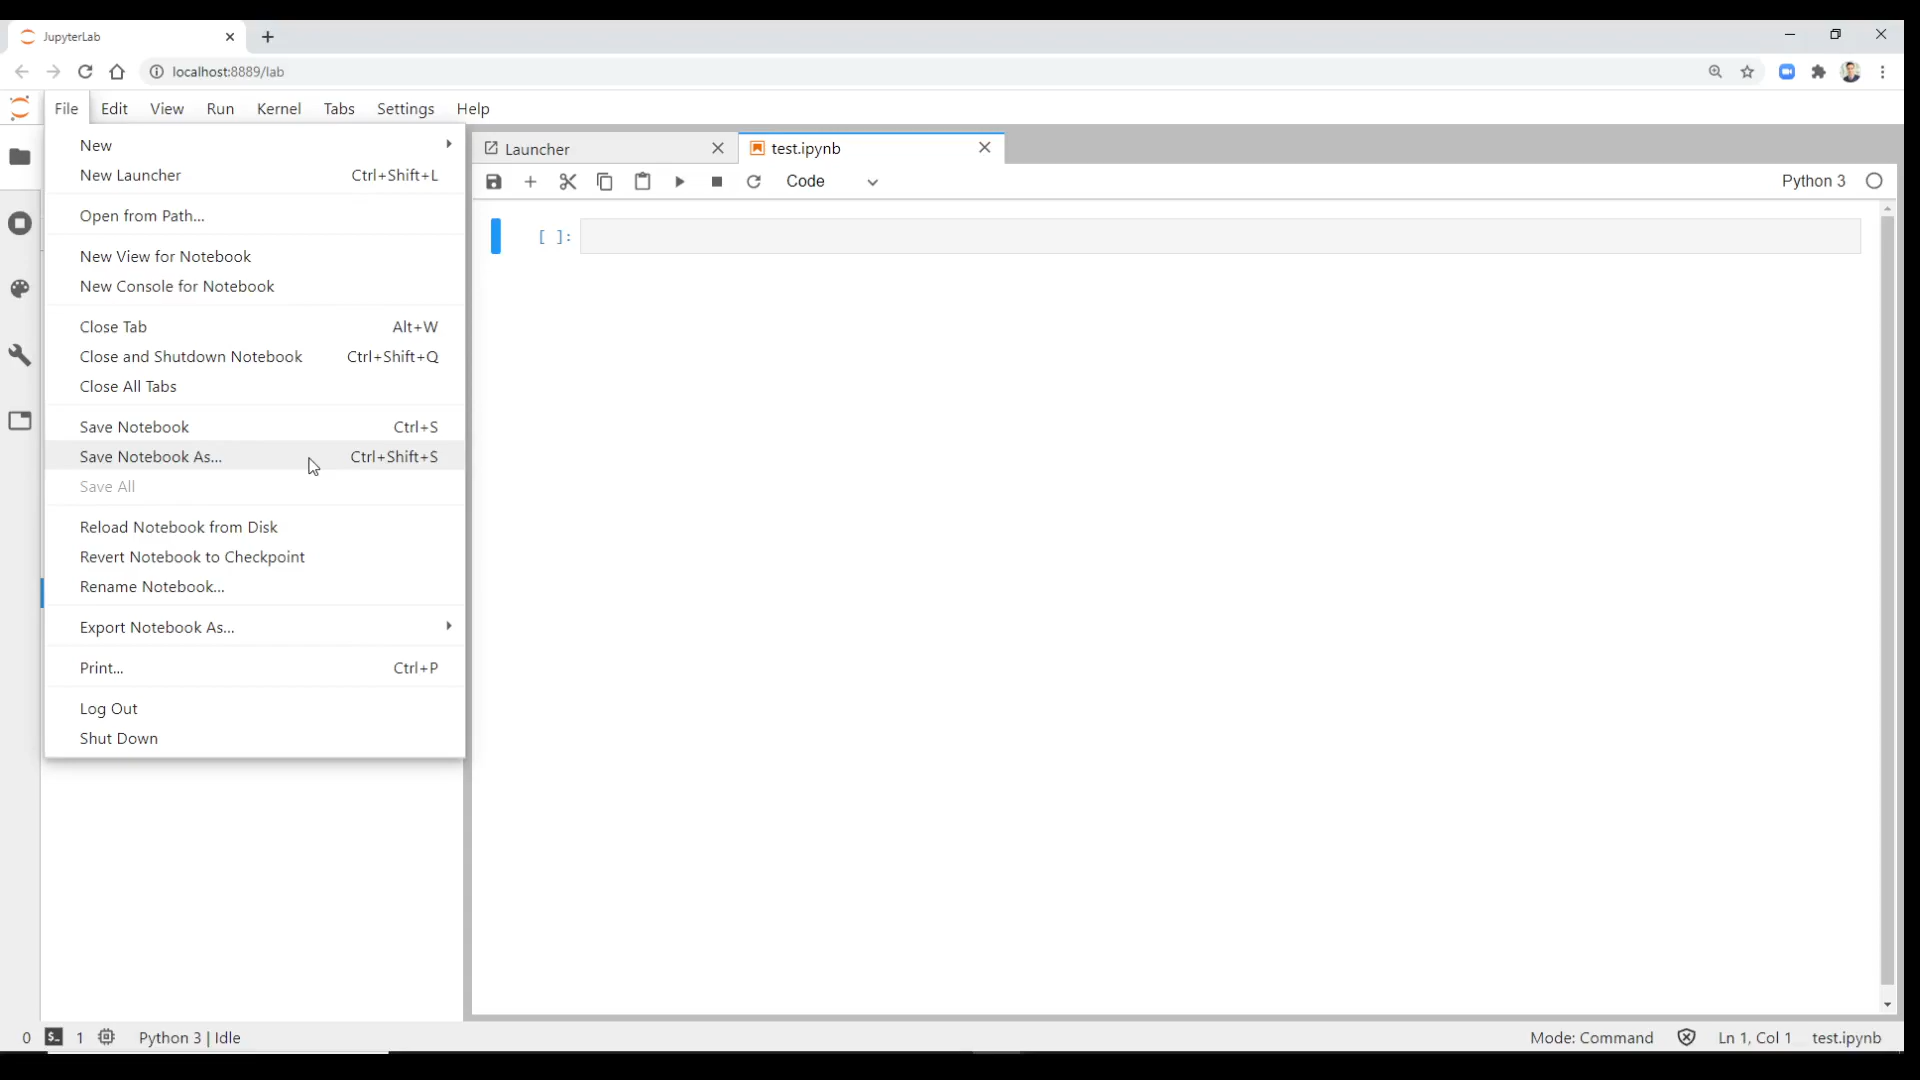 JupyterLab
localhost:8889/lab
File Edit View Run Kernel Tabs Settings Help
New
New Launcher Ctrl+Shift+L
Open from Path...
New View for Notebook
New Console for Notebook
Close Tab Alt+W
Close and Shutdown Notebook Ctrl+Shift+Q
Close All Tabs
Save Notebook Ctrl+S
Save Notebook As... Ctrl+Shift+S
Save All
Reload Notebook from Disk
Revert Notebook to Checkpoint
Rename Notebook...
Export Notebook As...
Print... Ctrl+P
Log Out
Shut Down
Launcher test.ipynb
Code Python 3
[ ]:
0 1 Python 3 | Idle Mode: Command Ln 1, Col 1 test.ipynb